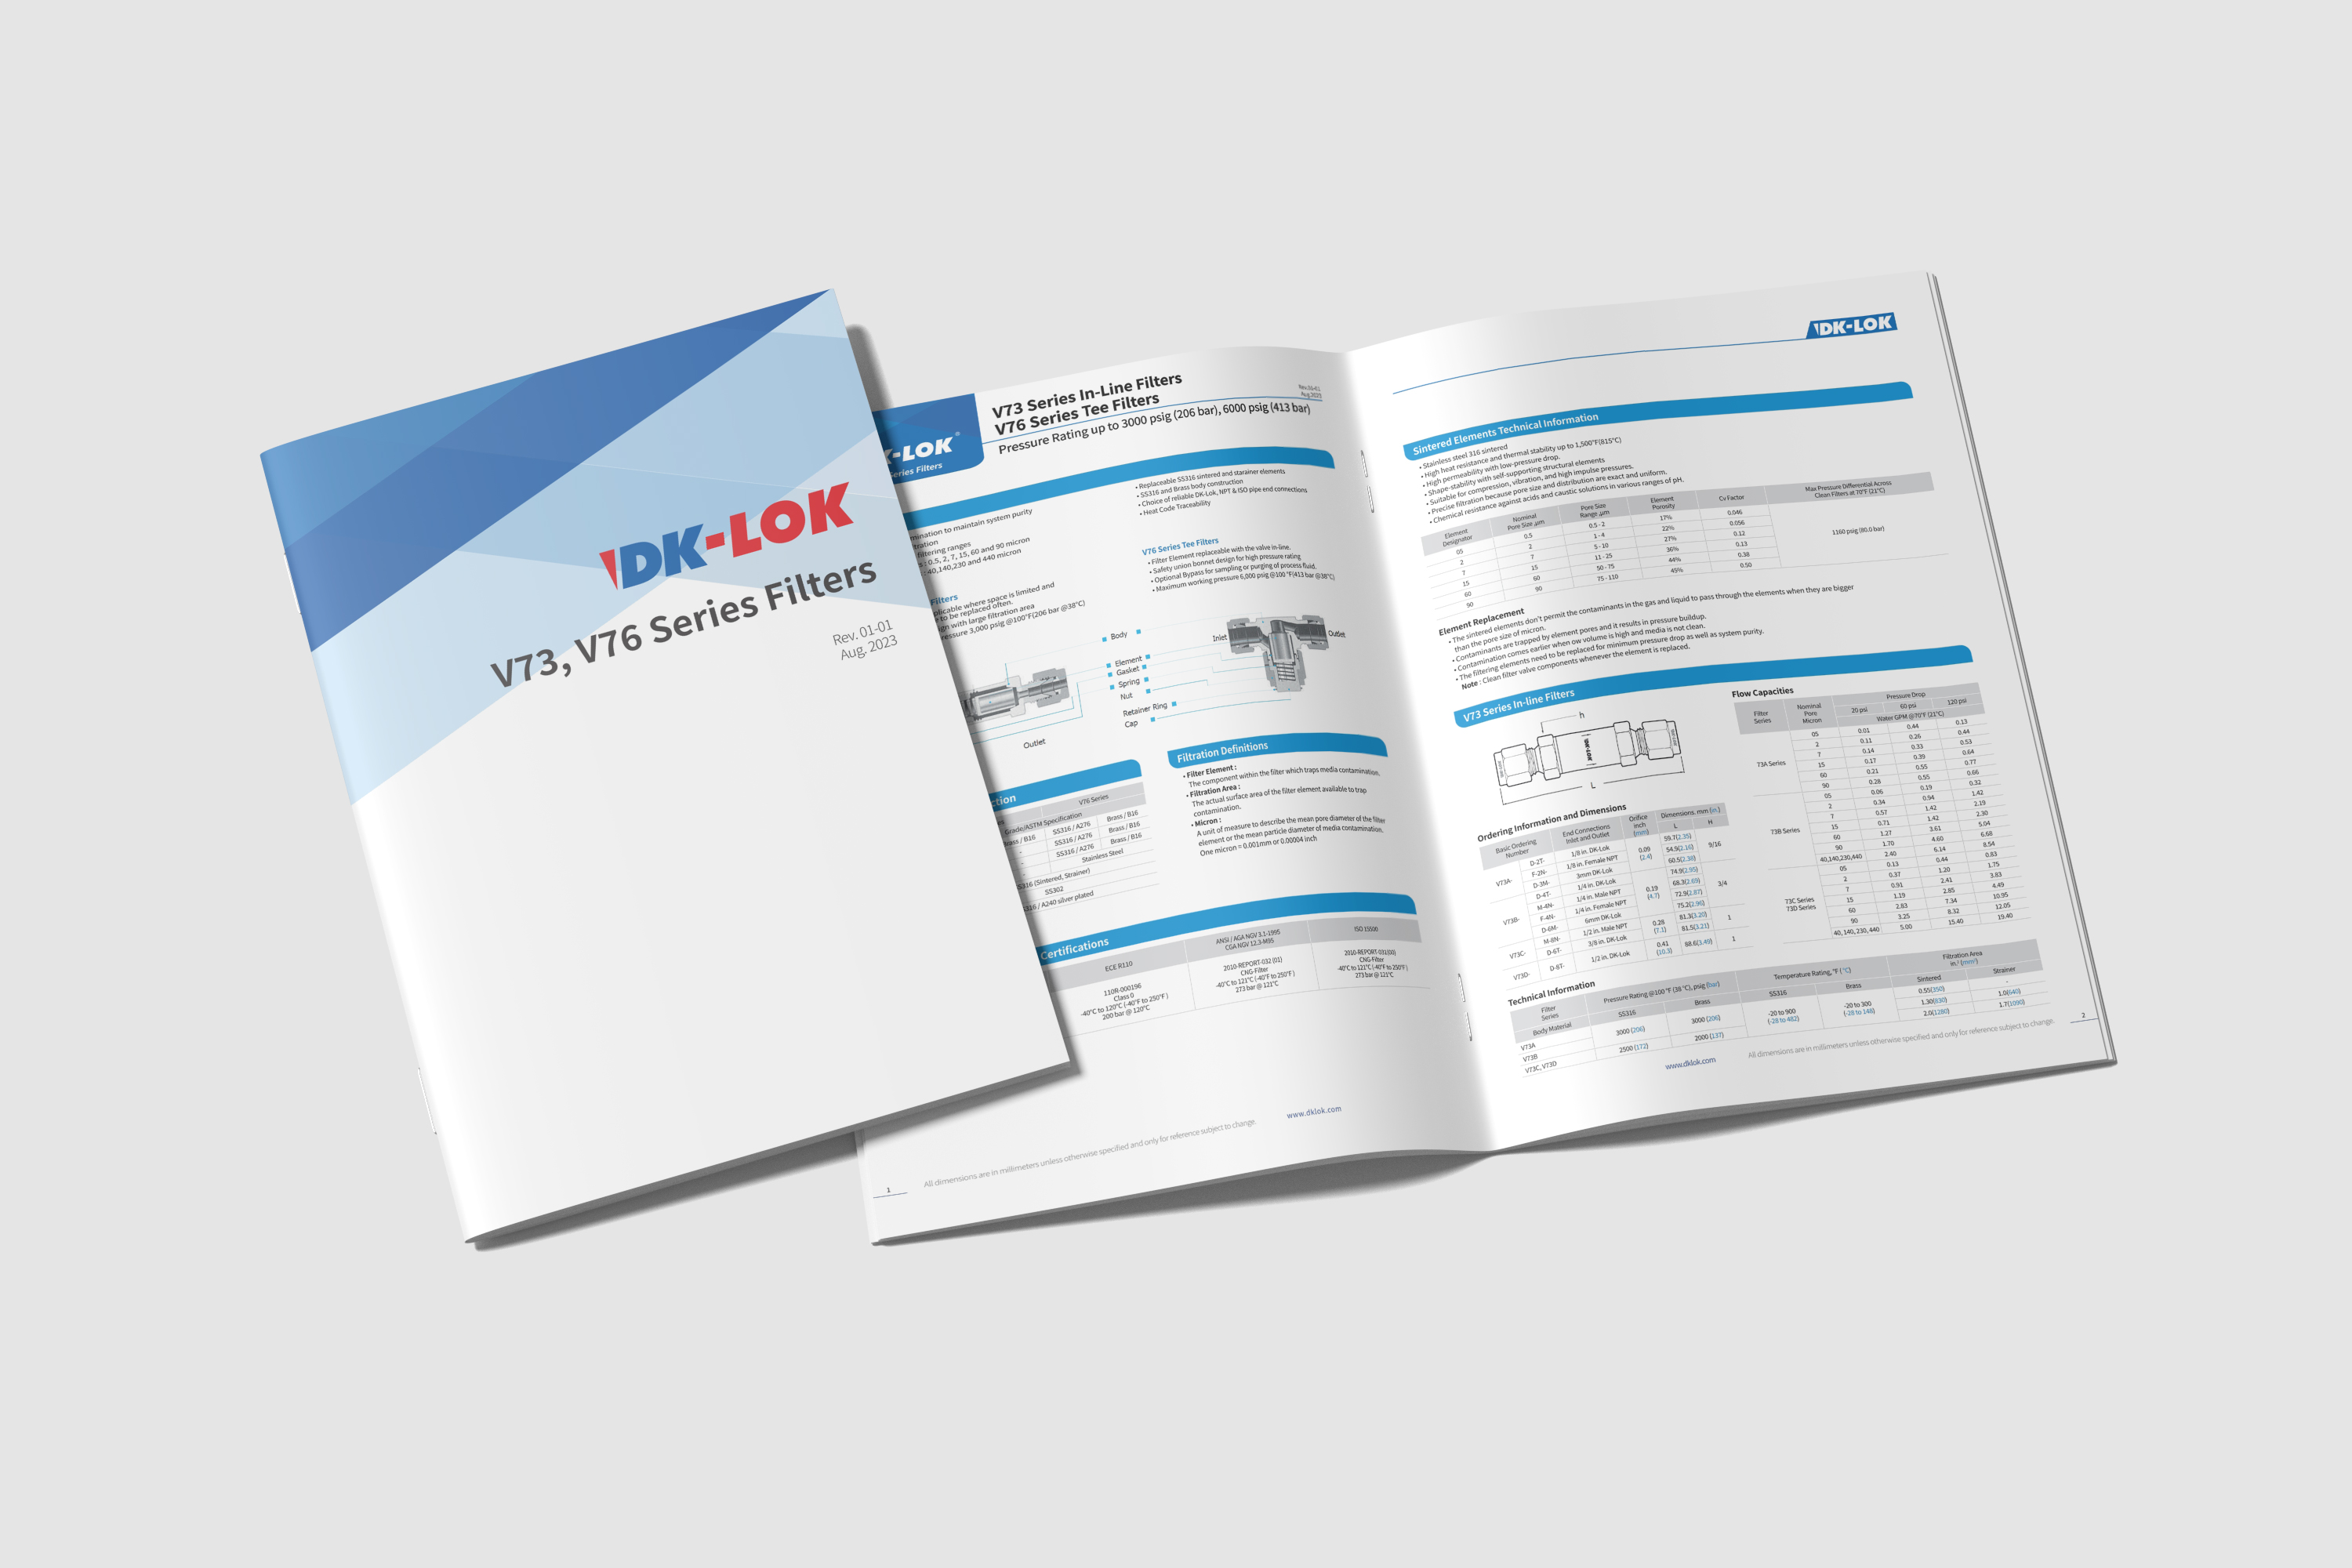 DK-LOK
V73, V76 Series Filters
Rev. 01-01
Aug. 2023
-LOK®
Series Filters
V73 Series In-Line Filters
V76 Series Tee Filters
Pressure Rating up to 3000 psig (206 bar), 6000 psig (413 bar)
Aug.2023
mination to maintain system purity
tration
filtering ranges
: 0.5, 2, 7, 15, 60 and 90 micron
40,140,230 and 440 micron
• Replaceable SS316 sintered and starainer elements
• SS316 and Brass body construction
• Choice of reliable DK-Lok, NPT & ISO pipe end connections
• Heat Code Traceability
Filters
plicable where space is limited and
to be replaced often.
ign with large filtration area
ressure 3,000 psig @100°F(206 bar @38°C)
V76 Series Tee Filters
• Filter Element replaceable with the valve in-line.
• Safety union bonnet design for high pressure rating
• Optional Bypass for sampling or purging of process fluid.
• Maximum working pressure 6,000 psig @100 °F(413 bar @38°C)
Body
Inlet
Outlet
Element
Gasket
Spring
Nut
Retainer Ring
Cap
Outlet
ction
V76 Series
Grade/ASTM Specification
rass / B16 SS316 / A276 Brass / B16
- SS316 / A276 Brass / B16
- SS316 / A276 Brass / B16
- Stainless Steel
S316 (Sintered, Strainer)
SS302
S316 / A240 silver plated
Filtration Definitions
• Filter Element :
The component within the filter which traps media contamination.
• Filtration Area :
The actual surface area of the filter element available to trap
contamination.
• Micron :
A unit of measure to describe the mean pore diameter of the filter
element or the mean particle diameter of media contamination.
One micron = 0.001mm or 0.00004 inch
Certifications
ECE R110
ANSI / AGA NGV 3.1-1995
CGA NGV 12.3-M95
ISO 15500
110R-000196
Class 0
-40°C to 120°C (-40°F to 250°F )
200 bar @ 120°C
2010-REPORT-032 (01)
CNG-Filter
-40°C to 121°C (-40°F to 250°F )
273 bar @ 121°C
2010-REPORT-031(00)
CNG-Filter
-40°C to 121°C (-40°F to 250°F )
273 bar @ 121°C
1
All dimensions are in millimeters unless otherwise specified and only for reference subject to change.
www.dklok.com
DK-LOK
Sintered Elements Technical Information
• Stainless steel 316 sintered
• High heat resistance and thermal stability up to 1,500°F(815°C)
• High permeability with low-pressure drop.
• Shape-stability with self-supporting structural elements
• Suitable for compression, vibration, and high impulse pressures.
• Precise filtration because pore size and distribution are exact and uniform.
• Chemical resistance against acids and caustic solutions in various ranges of pH.
Element Designator Nominal Pore Size ,µm Pore Size Range ,µm Element Porosity Cv Factor Max Pressure Differential Across Clean Filters at 70°F (21°C)
05 0.5 0.5 - 2 17% 0.046 1160 psig (80.0 bar)
2 2 1 - 4 22% 0.056
7 7 5 - 10 27% 0.12
15 15 11 - 25 36% 0.13
60 60 50 - 75 44% 0.38
90 90 75 - 110 45% 0.50
Element Replacement
• The sintered elements don't permit the contaminants in the gas and liquid to pass through the elements when they are bigger
than the pore size of micron.
• Contaminants are trapped by element pores and it results in pressure buildup.
• Contamination comes earlier when ow volume is high and media is not clean.
• The filtering elements need to be replaced for minimum pressure drop as well as system purity.
Note : Clean filter valve components whenever the element is replaced.
V73 Series In-line Filters
h
DK-LOK
L
Ordering Information and Dimensions
Basic Ordering Number End Connections Inlet and Outlet Orifice inch (mm) Dimensions. mm (in.)
L H
V73A- D-2T- 1/8 in. DK-Lok 0.09 (2.4) 59.7(2.35) 9/16
F-2N- 1/8 in. Female NPT 54.9(2.16)
D-3M- 3mm DK-Lok 60.5(2.38)
V73B- D-4T- 1/4 in. DK-Lok 0.19 (4.7) 74.9(2.95) 3/4
M-4N- 1/4 in. Male NPT 68.3(2.69)
F-4N- 1/4 in. Female NPT 72.9(2.87)
D-6M- 6mm DK-Lok 75.2(2.96)
V73C- M-8N- 1/2 in. Male NPT 0.28 (7.1) 81.3(3.20) 1
D-6T- 3/8 in. DK-Lok 81.5(3.21)
V73D- D-8T- 1/2 in. DK-Lok 0.41 (10.3) 88.6(3.49) 1
Flow Capacities
Filter Series Nominal Pore Micron Pressure Drop
20 psi 60 psi 120 psi
Water GPM @70°F (21°C)
73A Series 05 0.01 0.44 0.13
2 0.11 0.26 0.44
7 0.14 0.33 0.53
15 0.17 0.39 0.64
60 0.21 0.55 0.77
90 0.28 0.55 0.66
73B Series 05 0.06 0.19 0.32
2 0.34 0.94 1.42
7 0.57 1.42 2.19
15 0.71 1.42 2.30
60 1.27 3.61 5.04
90 1.70 4.60 6.68
40,140,230,440 2.40 6.14 8.54
73C Series 73D Series 05 0.13 0.44 0.83
2 0.37 1.20 1.75
7 0.91 2.41 3.83
15 1.19 2.85 4.49
60 2.83 7.34 10.95
90 3.25 8.32 12.05
40, 140, 230, 440 5.00 15.40 19.40
Technical Information
Filter Series Pressure Rating @100 °F (38 °C), psig (bar) Temperature Rating, °F ( °C) Filtration Area in.² (mm²)
Body Material SS316 Brass SS316 Brass Sintered Strainer
V73A 3000 (206) 3000 (206) -20 to 900 (-28 to 482) -20 to 300 (-28 to 148) 0.55(350) -
V73B 1.30(830) 1.0(640)
V73C, V73D 2500 (172) 2000 (137) 2.0(1280) 1.7(1090)
www.dklok.com
All dimensions are in millimeters unless otherwise specified and only for reference subject to change.
2